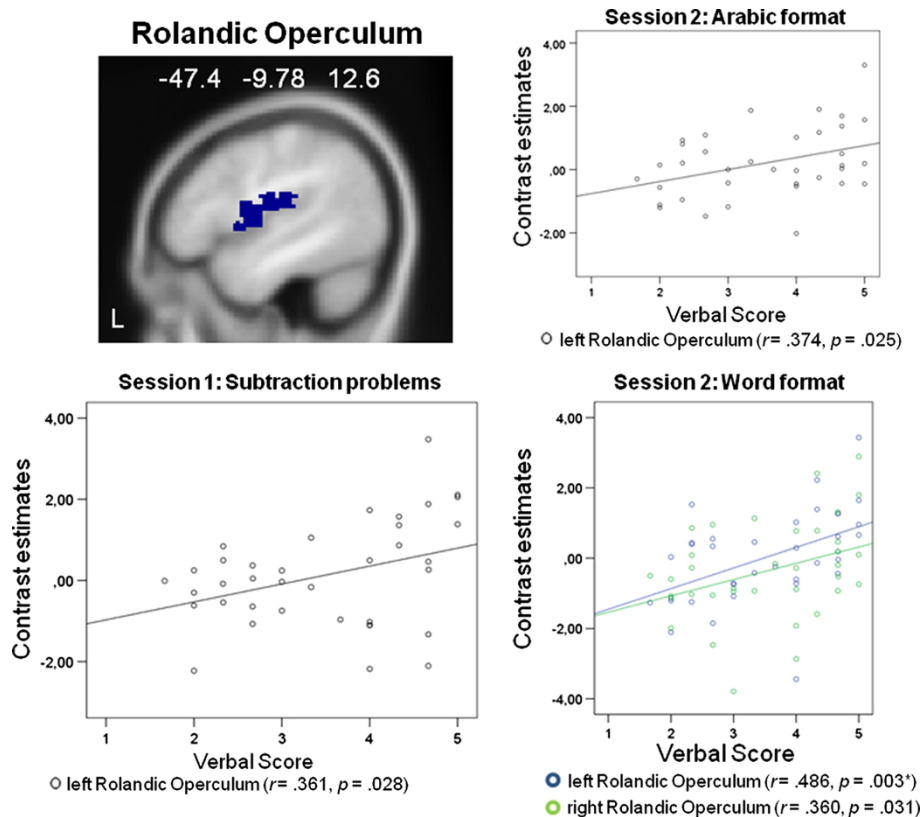 Rolandic Operculum
-47.4 -9.78 12.6
L
Session 2: Arabic format
Contrast estimates
4,00
2,00
,00
-2,00
1 2 3 4 5
Verbal Score
left Rolandic Operculum (r= .374, p = .025)
Session 1: Subtraction problems
Contrast estimates
4,00
2,00
,00
-2,00
1 2 3 4 5
Verbal Score
left Rolandic Operculum (r= .361, p = .028)
Session 2: Word format
Contrast estimates
4,00
2,00
,00
-2,00
-4,00
1 2 3 4 5
Verbal Score
left Rolandic Operculum (r= .486, p = .003*)
right Rolandic Operculum (r= .360, p = .031)